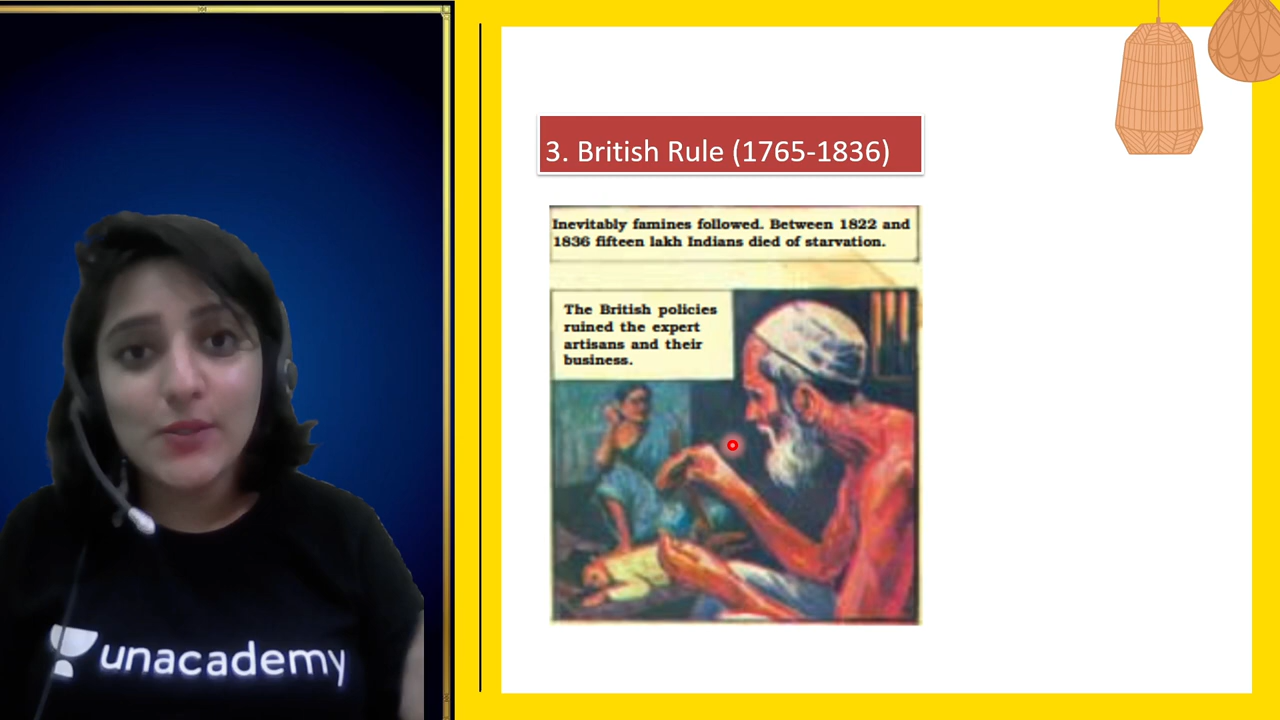 3. British Rule (1765-1836)
Inevitably famines followed. Between 1822 and
1836 fifteen lakh Indians died of starvation.
The British policies
ruined the expert
artisans and their
business.
unacademy